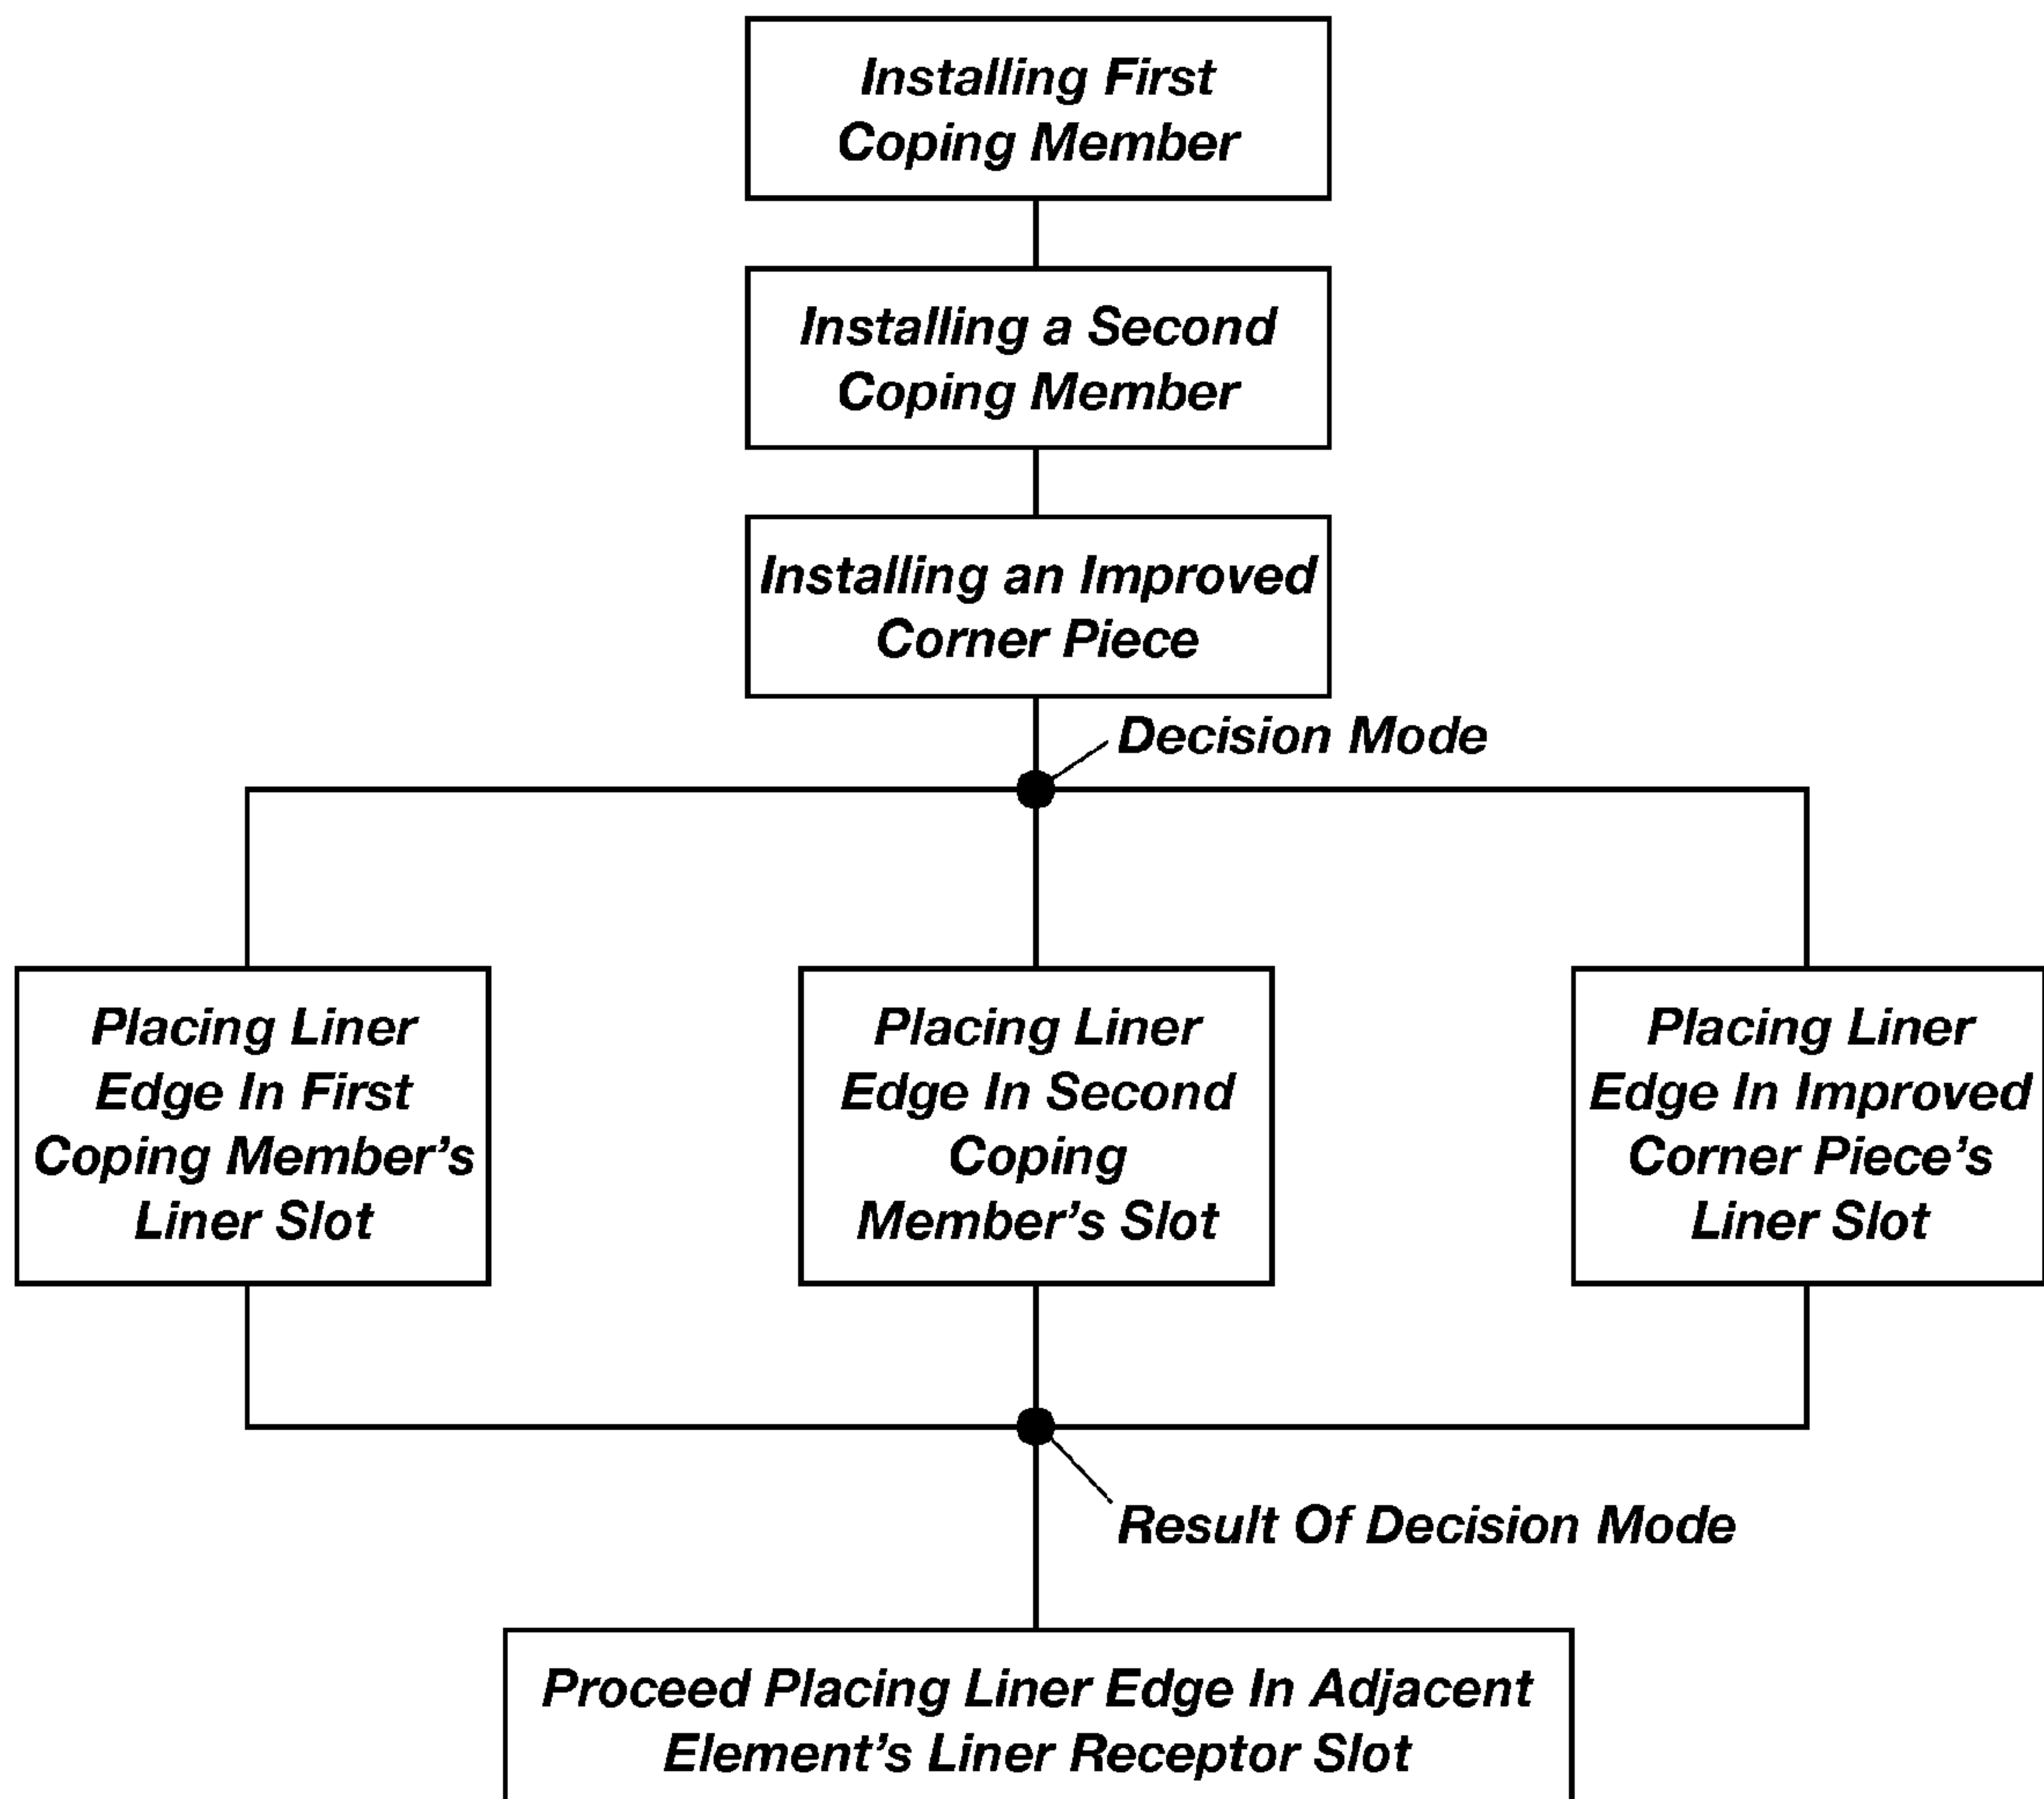 Installing First
Coping Member
Installing a Second
Coping Member
Installing an Improved
Corner Piece
Decision Mode
Placing Liner
Edge In First
Coping Member's
Liner Slot
Placing Liner
Edge In Second
Coping
Member's Slot
Placing Liner
Edge In Improved
Corner Piece's
Liner Slot
Result Of Decision Mode
Proceed Placing Liner Edge In Adjacent
Element's Liner Receptor Slot